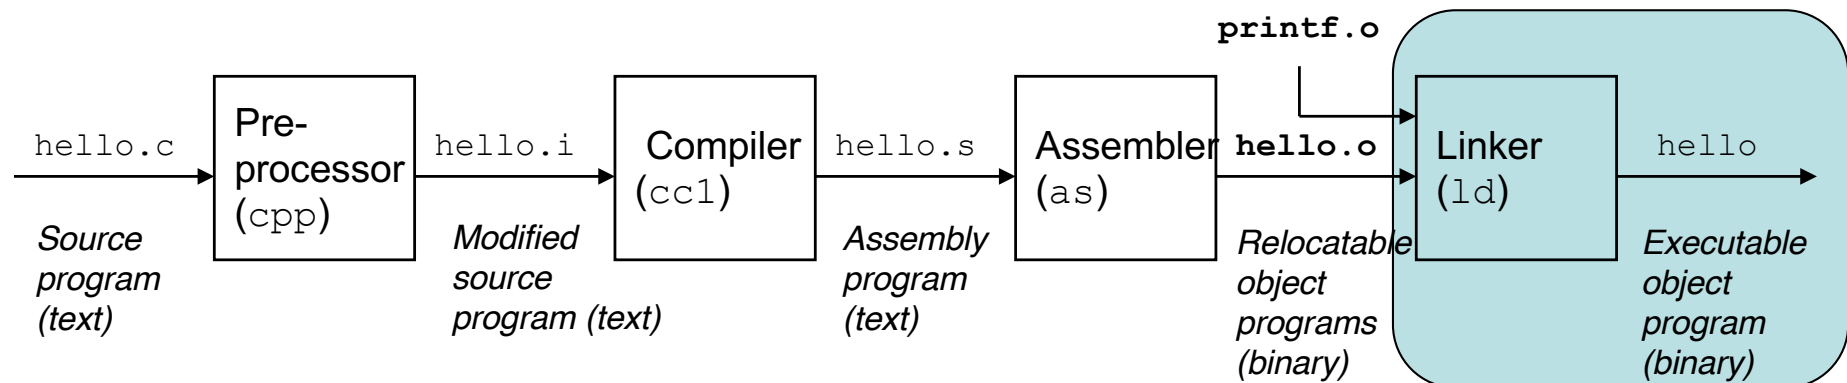 printf.o
hello.c
Pre-
processor
(cpp)
hello.i
Compiler
(cc1)
hello.s
Assembler
(as)
hello.o
Linker
(ld)
hello
Source
program
(text)
Modified
source
program (text)
Assembly
program
(text)
Relocatable
object
programs
(binary)
Executable
object
program
(binary)